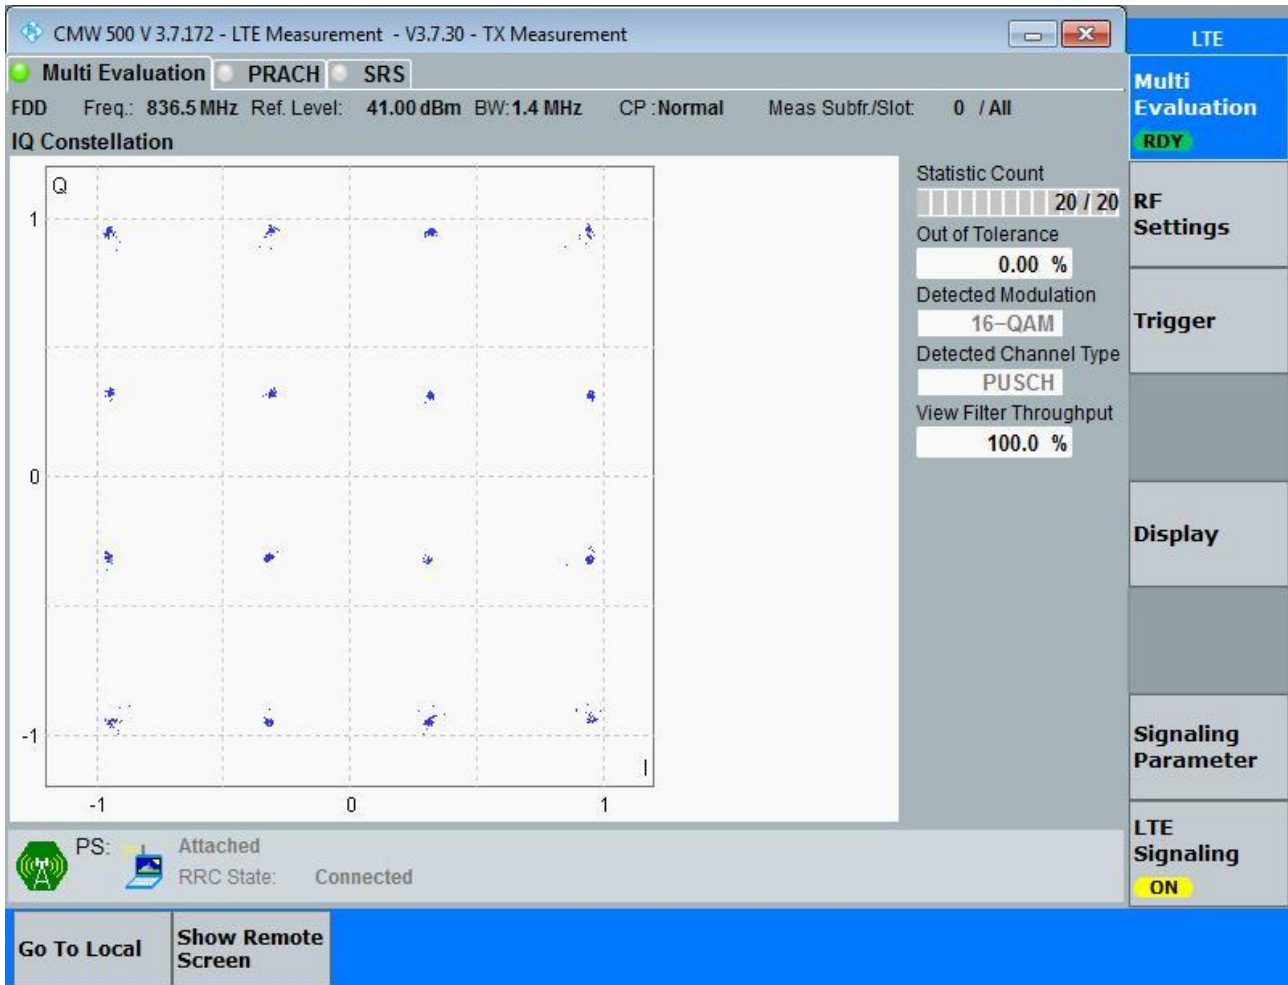 CMW 500 V 3.7.172 - LTE Measurement - V3.7.30 - TX Measurement
LTE
Multi Evaluation PRACH SRS
Multi
Evaluation
RDY
FDD Freq.: 836.5 MHz Ref. Level: 41.00 dBm BW: 1.4 MHz CP : Normal Meas Subfr./Slot: 0 / All
IQ Constellation
Q
1
0
-1
I
-1 0 1
Statistic Count
20 / 20
Out of Tolerance
0.00 %
Detected Modulation
16-QAM
Detected Channel Type
PUSCH
View Filter Throughput
100.0 %
RF
Settings
Trigger
Display
Signaling
Parameter
LTE
Signaling
ON
PS: Attached
RRC State: Connected
Go To Local
Show Remote
Screen